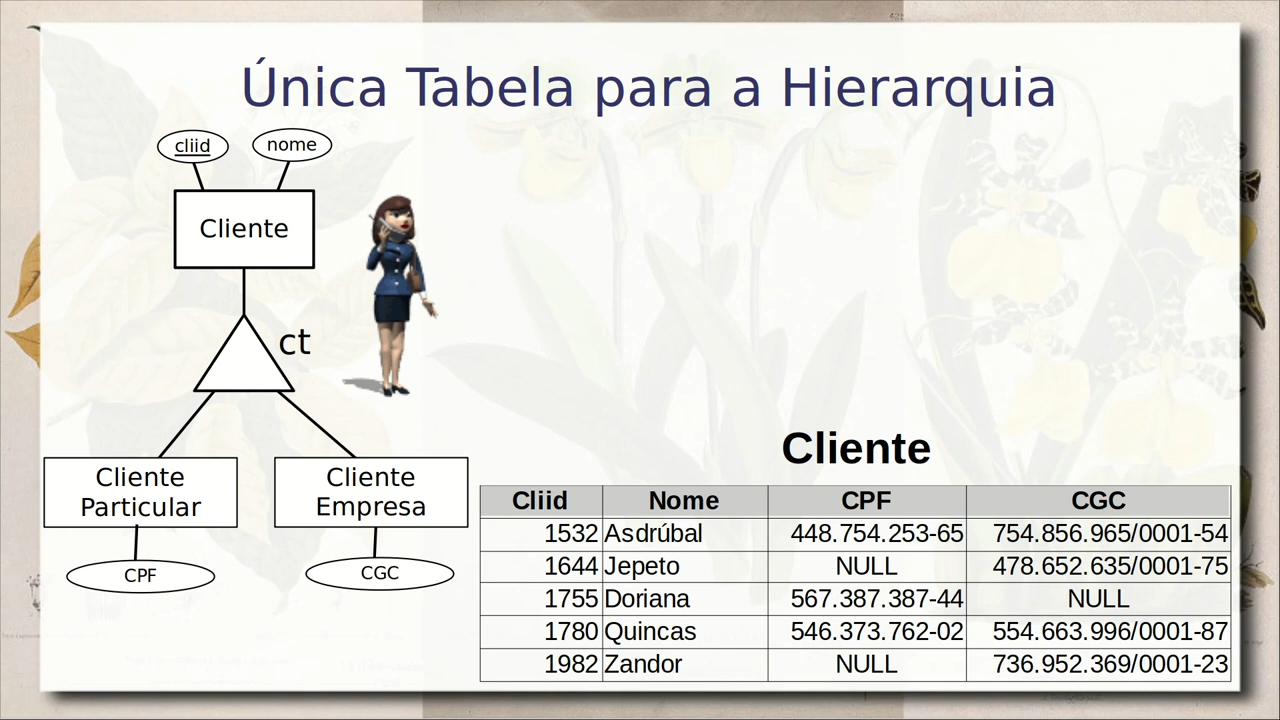 Única Tabela para a Hierarquia
cliid
nome
Cliente
ct
Cliente
Particular
Cliente
Empresa
CPF
CGC
Cliente
Cliid Nome CPF CGC
1532 Asdrúbal 448.754.253-65 754.856.965/0001-54
1644 Jepeto NULL 478.652.635/0001-75
1755 Doriana 567.387.387-44 NULL
1780 Quincas 546.373.762-02 554.663.996/0001-87
1982 Zandor NULL 736.952.369/0001-23